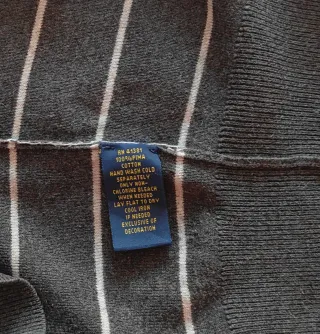 RN 41381
100% PIMA
COTTON
HAND WASH COLD
SEPARATELY
ONLY NON-
CHLORINE BLEACH
WHEN NEEDED
LAY FLAT TO DRY
COOL IRON
IF NEEDED
EXCLUSIVE OF
DECORATION